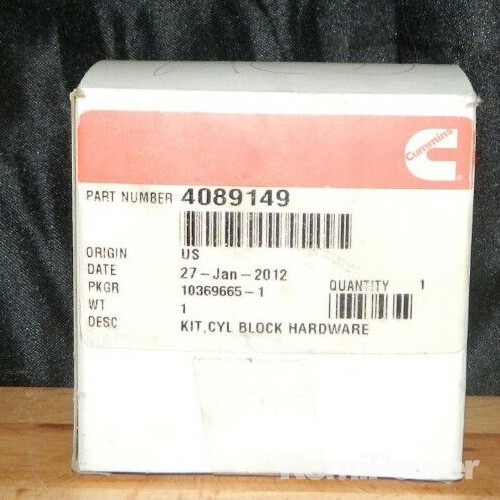 Cummins
PART NUMBER 4089149
ORIGIN US
DATE 27-Jan-2012
PKGR 10369665-1 QUANTITY 1
WT 1
DESC KIT,CYL BLOCK HARDWARE
RemiPower